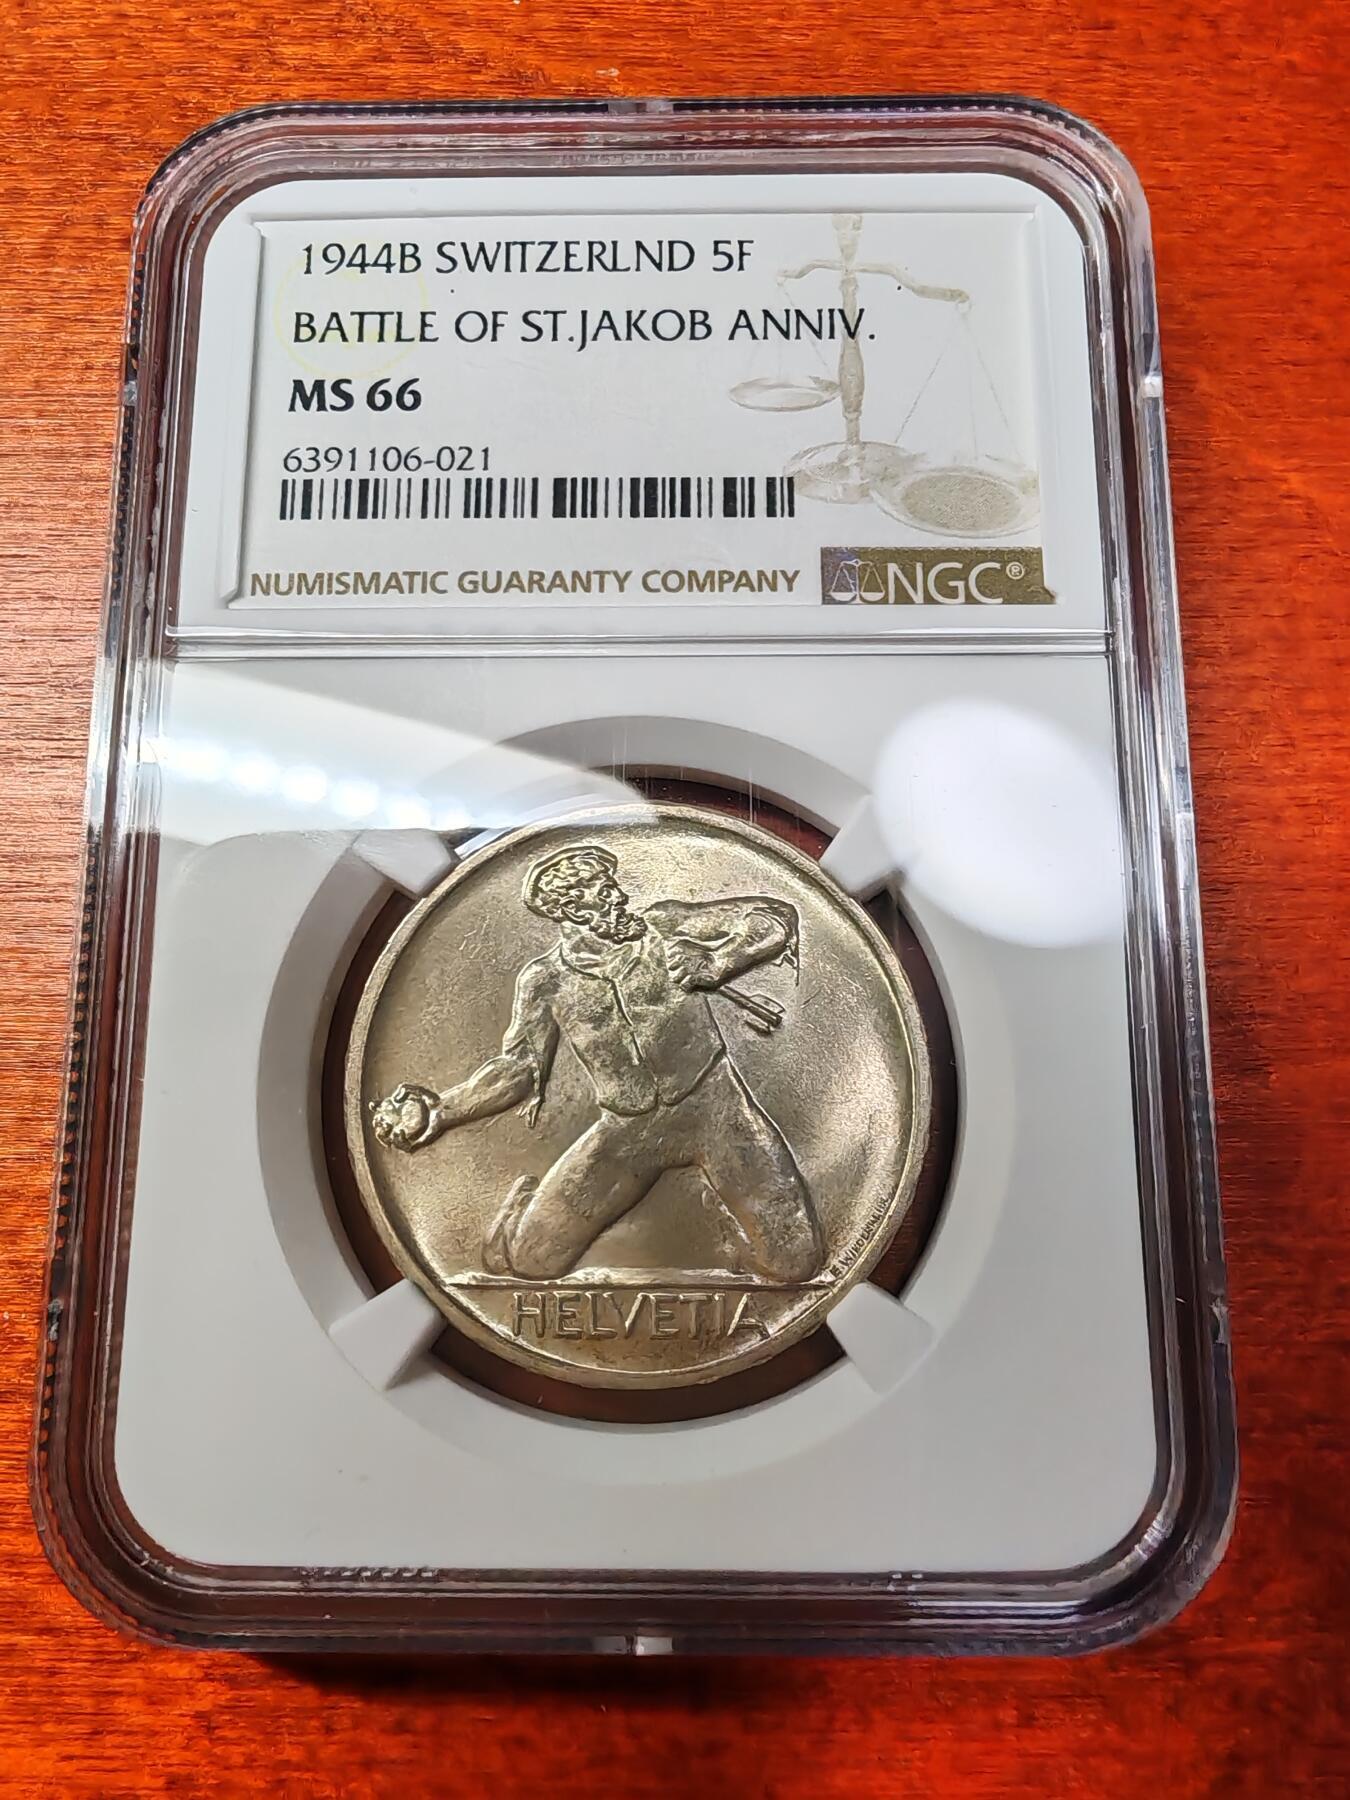 1944B SWITZERLND 5F
BATTLE OF ST.JAKOB ANNIV.
MS 66
6391106-021
NUMISMATIC GUARANTY COMPANY
NGC®
HELVETIA